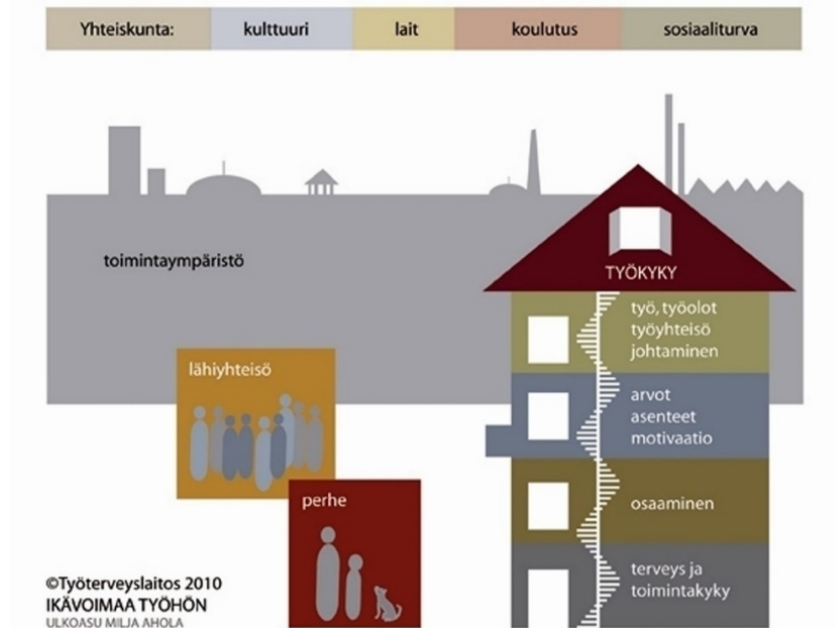 Yhteiskunta: kulttuuri lait koulutus sosiaaliturva
toimintaympäristö
TYÖKYKY
työ, työolot
työyhteisö
johtaminen
arvot
asenteet
motivaatio
osaaminen
terveys ja
toimintakyky
lähiyhteisö
perhe
©Työterveyslaitos 2010
IKÄVOIMAA TYÖHÖN
ULKOASU MILJA AHOLA